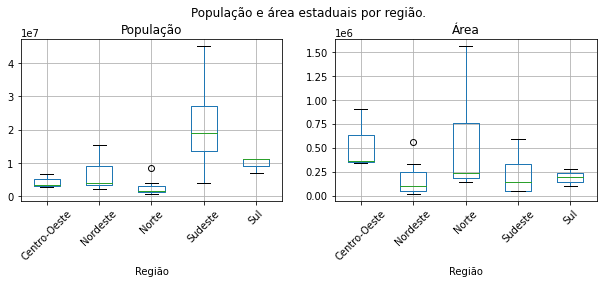 População e área estaduais por região.
População
1e7
4
3
2
1
0
Centro-Oeste
Nordeste
Norte
Sudeste
Sul
Região
Área
1e6
1.50
1.25
1.00
0.75
0.50
0.25
0.00
Centro-Oeste
Nordeste
Norte
Sudeste
Sul
Região